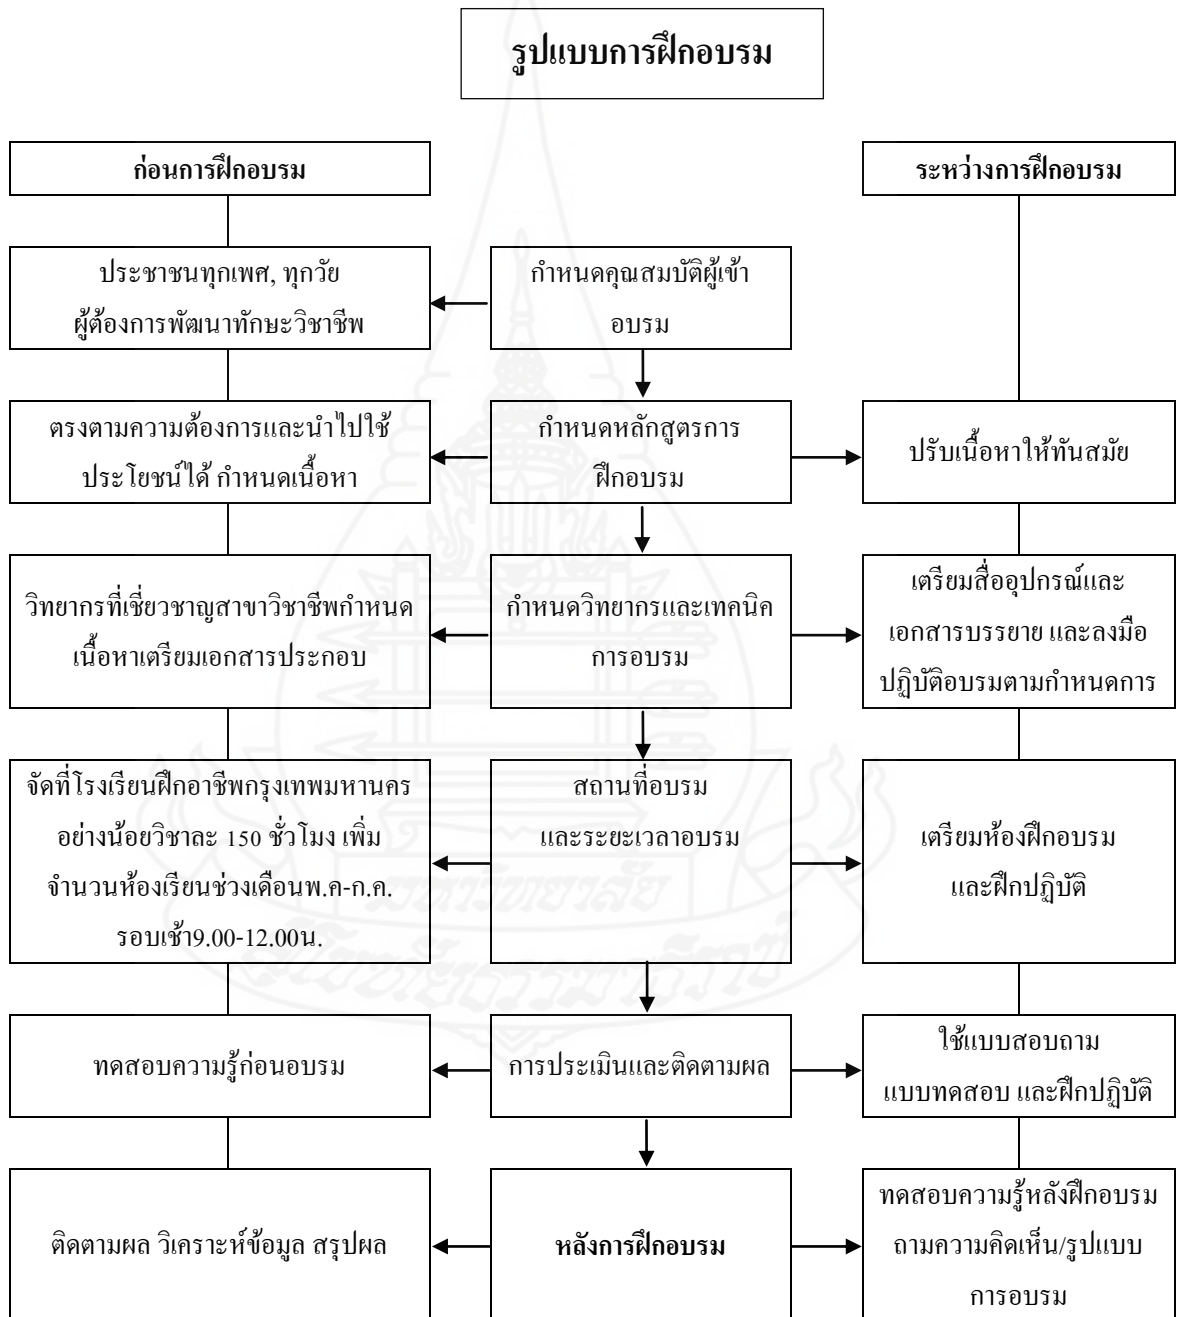 รูปแบบการฝึกอบรม
ก่อนการฝึกอบรม
ระหว่างการฝึกอบรม
ประชาชนทุกเพศ, ทุกวัย
ผู้ต้องการพัฒนาทักษะวิชาชีพ
กำหนดคุณสมบัติผู้เข้า
อบรม
ตรงตามความต้องการและนำไปใช้
ประโยชน์ได้ กำหนดเนื้อหา
กำหนดหลักสูตรการ
ฝึกอบรม
ปรับเนื้อหาให้ทันสมัย
วิทยากรที่เชี่ยวชาญสาขาวิชาชีพกำหนด
เนื้อหาเตรียมเอกสารประกอบ
กำหนดวิทยากรและเทคนิค
การอบรม
เตรียมสื่ออุปกรณ์และ
เอกสารบรรยาย และลงมือ
ปฏิบัติอบรมตามกำหนดการ
จัดที่โรงเรียนฝึกอาชีพกรุงเทพมหานคร
อย่างน้อยวิชาละ 150 ชั่วโมง เพิ่ม
จำนวนห้องเรียนช่วงเดือนพ.ค-ก.ค.
รอบเช้า9.00-12.00น.
สถานที่อบรม
และระยะเวลาอบรม
เตรียมห้องฝึกอบรม
และฝึกปฏิบัติ
มหาวิทยาลัย
สุโขทัยธรรมาธิราช
ทดสอบความรู้ก่อนอบรม
การประเมินและติดตามผล
ใช้แบบสอบถาม
แบบทดสอบ และฝึกปฏิบัติ
ติดตามผล วิเคราะห์ข้อมูล สรุปผล
หลังการฝึกอบรม
ทดสอบความรู้หลังฝึกอบรม
ถามความคิดเห็น/รูปแบบ
การอบรม